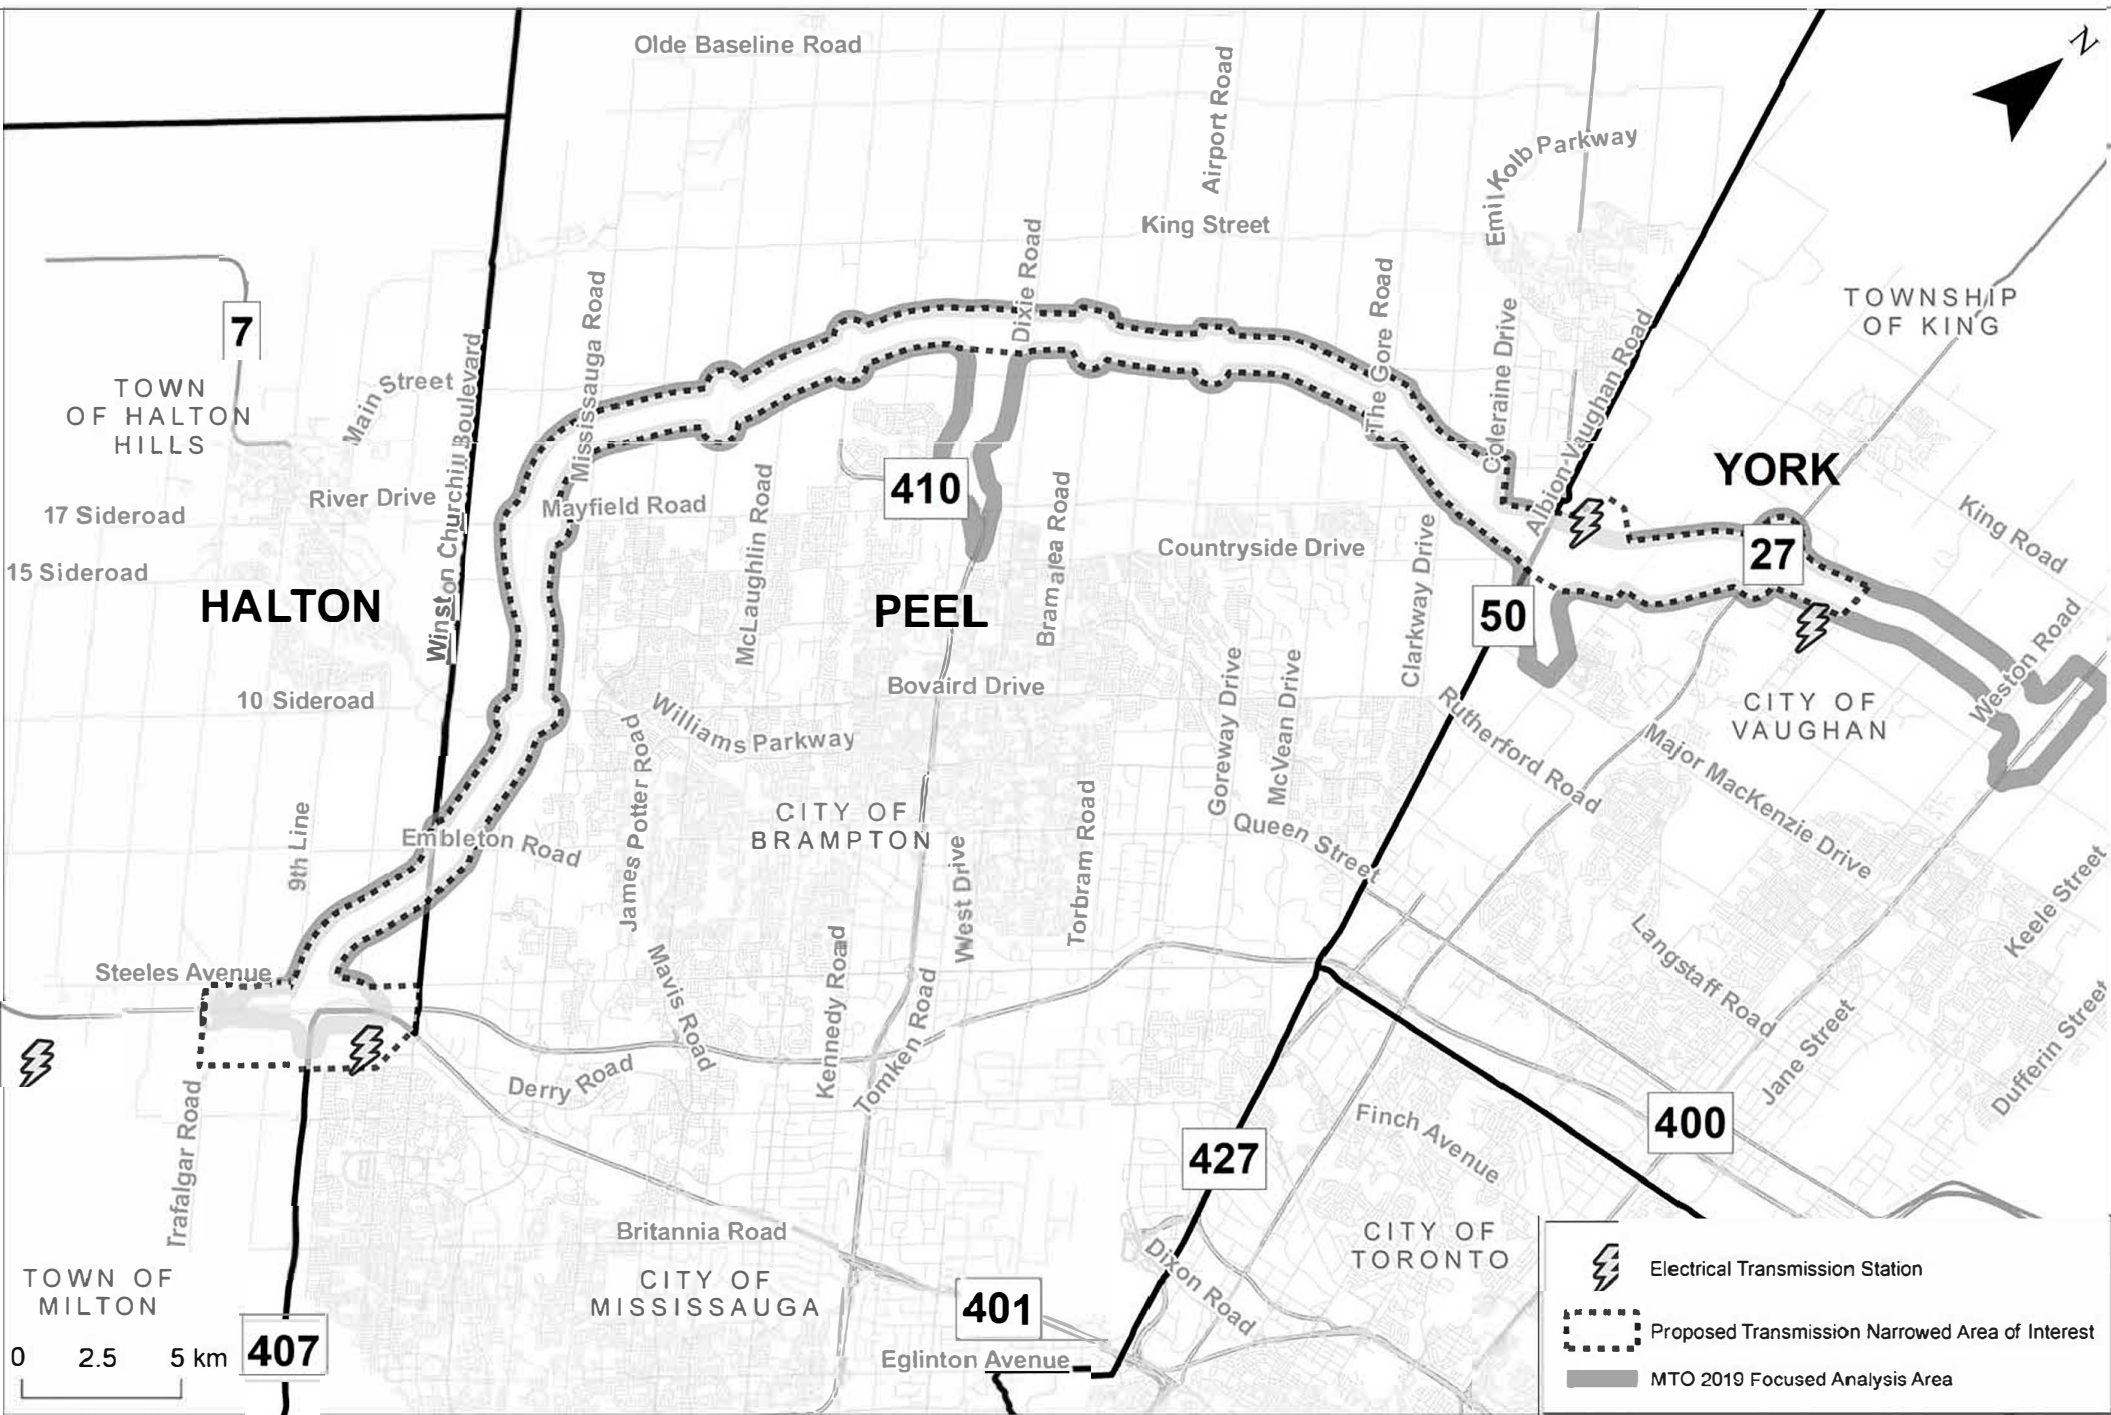 N
Olde Baseline Road
Airport Road
Emil Kolb Parkway
King Street
Dixie Road
Mississauga Road
The Gore Road
Coleraine Drive
Albion-Vaughan Road
TOWNSHIP
OF KING
7
TOWN
OF HALTON
HILLS
Main Street
Winston Churchill Boulevard
River Drive
17 Sideroad
15 Sideroad
10 Sideroad
HALTON
Mayfield Road
McLaughlin Road
410
Bramalea Road
Countryside Drive
Clarkway Drive
PEEL
Bovaird Drive
50
YORK
27
King Road
Weston Road
CITY OF
VAUGHAN
Williams Parkway
James Potter Road
CITY OF
BRAMPTON
Goreway Drive
McVean Drive
Queen Street
Rutherford Road
Major MacKenzie Drive
Embleton Road
9th Line
West Drive
Torbram Road
Keele Street
Langstaff Road
Steeles Avenue
Mavis Road
Kennedy Road
Tomken Road
Derry Road
Jane Street
Dufferin Street
Trafalgar Road
Finch Avenue
400
427
Britannia Road
CITY OF
MISSISSAUGA
CITY OF
TORONTO
Dixon Road
401
Eglinton Avenue
TOWN OF
MILTON
407
0 2.5 5 km
Electrical Transmission Station
Proposed Transmission Narrowed Area of Interest
MTO 2019 Focused Analysis Area